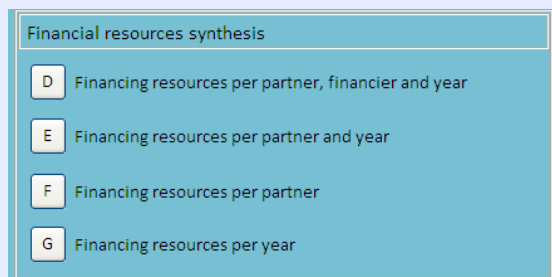 Financial resources synthesis
D Financing resources per partner, financier and year
E Financing resources per partner and year
F Financing resources per partner
G Financing resources per year